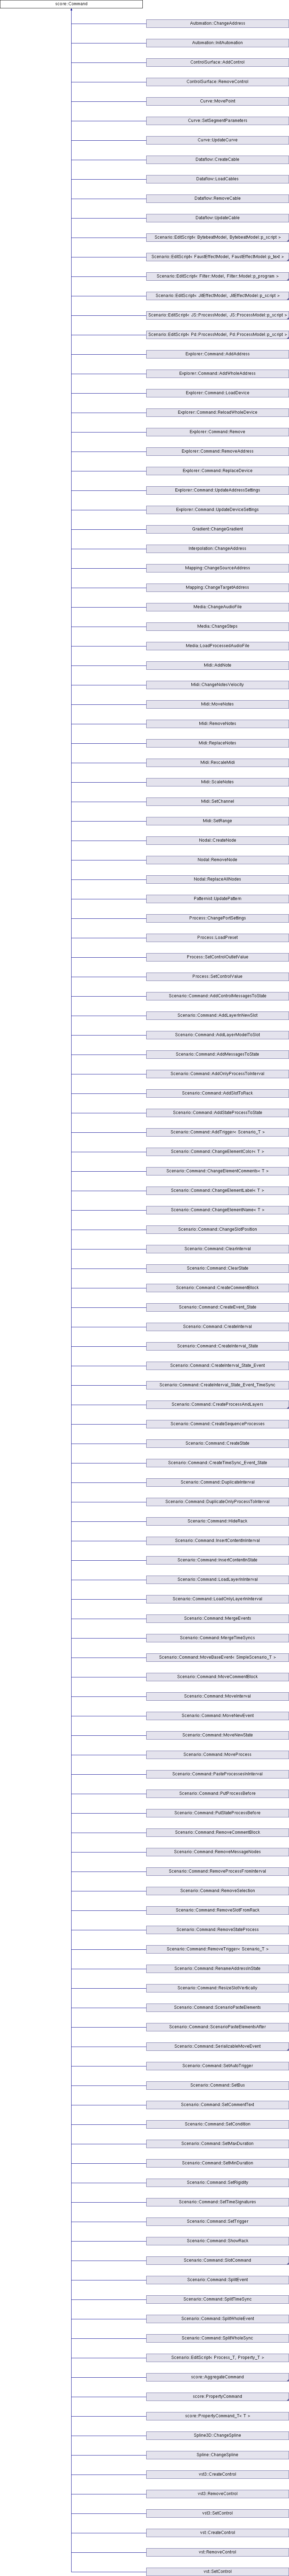 score::Command
Automation::ChangeAddress
Automation::InitAutomation
ControlSurface::AddControl
ControlSurface::RemoveControl
Curve::MovePoint
Curve::SetSegmentParameters
Curve::UpdateCurve
Dataflow::CreateCable
Dataflow::LoadCables
Dataflow::RemoveCable
Dataflow::UpdateCable
Scenario::EditScript< BytebeatModel, BytebeatModel::p_script >
Scenario::EditScript< FaustEffectModel, FaustEffectModel::p_text >
Scenario::EditScript< Filter::Model, Filter::Model::p_program >
Scenario::EditScript< JitEffectModel, JitEffectModel::p_script >
Scenario::EditScript< JS::ProcessModel, JS::ProcessModel::p_script >
Scenario::EditScript< Pd::ProcessModel, Pd::ProcessModel::p_script >
Explorer::Command::AddAddress
Explorer::Command::AddWholeAddress
Explorer::Command::LoadDevice
Explorer::Command::ReloadWholeDevice
Explorer::Command::Remove
Explorer::Command::RemoveAddress
Explorer::Command::ReplaceDevice
Explorer::Command::UpdateAddressSettings
Explorer::Command::UpdateDeviceSettings
Gradient::ChangeGradient
Interpolation::ChangeAddress
Mapping::ChangeSourceAddress
Mapping::ChangeTargetAddress
Media::ChangeAudioFile
Media::ChangeSteps
Media::LoadProcessedAudioFile
Midi::AddNote
Midi::ChangeNotesVelocity
Midi::MoveNotes
Midi::RemoveNotes
Midi::ReplaceNotes
Midi::RescaleMidi
Midi::ScaleNotes
Midi::SetChannel
Midi::SetRange
Nodal::CreateNode
Nodal::RemoveNode
Nodal::ReplaceAllNodes
Patternist::UpdatePattern
Process::ChangePortSettings
Process::LoadPreset
Process::SetControlOutletValue
Process::SetControlValue
Scenario::Command::AddControlMessagesToState
Scenario::Command::AddLayerInNewSlot
Scenario::Command::AddLayerModelToSlot
Scenario::Command::AddMessagesToState
Scenario::Command::AddOnlyProcessToInterval
Scenario::Command::AddSlotToRack
Scenario::Command::AddStateProcessToState
Scenario::Command::AddTrigger< Scenario_T >
Scenario::Command::ChangeElementColor< T >
Scenario::Command::ChangeElementComments< T >
Scenario::Command::ChangeElementLabel< T >
Scenario::Command::ChangeElementName< T >
Scenario::Command::ChangeSlotPosition
Scenario::Command::ClearInterval
Scenario::Command::ClearState
Scenario::Command::CreateCommentBlock
Scenario::Command::CreateEvent_State
Scenario::Command::CreateInterval
Scenario::Command::CreateInterval_State
Scenario::Command::CreateInterval_State_Event
Scenario::Command::CreateInterval_State_Event_TimeSync
Scenario::Command::CreateProcessAndLayers
Scenario::Command::CreateSequenceProcesses
Scenario::Command::CreateState
Scenario::Command::CreateTimeSync_Event_State
Scenario::Command::DuplicateInterval
Scenario::Command::DuplicateOnlyProcessToInterval
Scenario::Command::HideRack
Scenario::Command::InsertContentInInterval
Scenario::Command::InsertContentInState
Scenario::Command::LoadLayerInInterval
Scenario::Command::LoadOnlyLayerInInterval
Scenario::Command::MergeEvents
Scenario::Command::MergeTimeSyncs
Scenario::Command::MoveBaseEvent< SimpleScenario_T >
Scenario::Command::MoveCommentBlock
Scenario::Command::MoveInterval
Scenario::Command::MoveNewEvent
Scenario::Command::MoveNewState
Scenario::Command::MoveProcess
Scenario::Command::PasteProcessesInInterval
Scenario::Command::PutProcessBefore
Scenario::Command::PutStateProcessBefore
Scenario::Command::RemoveCommentBlock
Scenario::Command::RemoveMessageNodes
Scenario::Command::RemoveProcessFromInterval
Scenario::Command::RemoveSelection
Scenario::Command::RemoveSlotFromRack
Scenario::Command::RemoveStateProcess
Scenario::Command::RemoveTrigger< Scenario_T >
Scenario::Command::RenameAddressInState
Scenario::Command::ResizeSlotVertically
Scenario::Command::ScenarioPasteElements
Scenario::Command::ScenarioPasteElementsAfter
Scenario::Command::SerializableMoveEvent
Scenario::Command::SetAutoTrigger
Scenario::Command::SetBus
Scenario::Command::SetCommentText
Scenario::Command::SetCondition
Scenario::Command::SetMaxDuration
Scenario::Command::SetMinDuration
Scenario::Command::SetRigidity
Scenario::Command::SetTimeSignatures
Scenario::Command::SetTrigger
Scenario::Command::ShowRack
Scenario::Command::SlotCommand
Scenario::Command::SplitEvent
Scenario::Command::SplitTimeSync
Scenario::Command::SplitWholeEvent
Scenario::Command::SplitWholeSync
Scenario::EditScript< Process_T, Property_T >
score::AggregateCommand
score::PropertyCommand
score::PropertyCommand_T< T >
Spline3D::ChangeSpline
Spline::ChangeSpline
vst3::CreateControl
vst3::RemoveControl
vst3::SetControl
vst::CreateControl
vst::RemoveControl
vst::SetControl